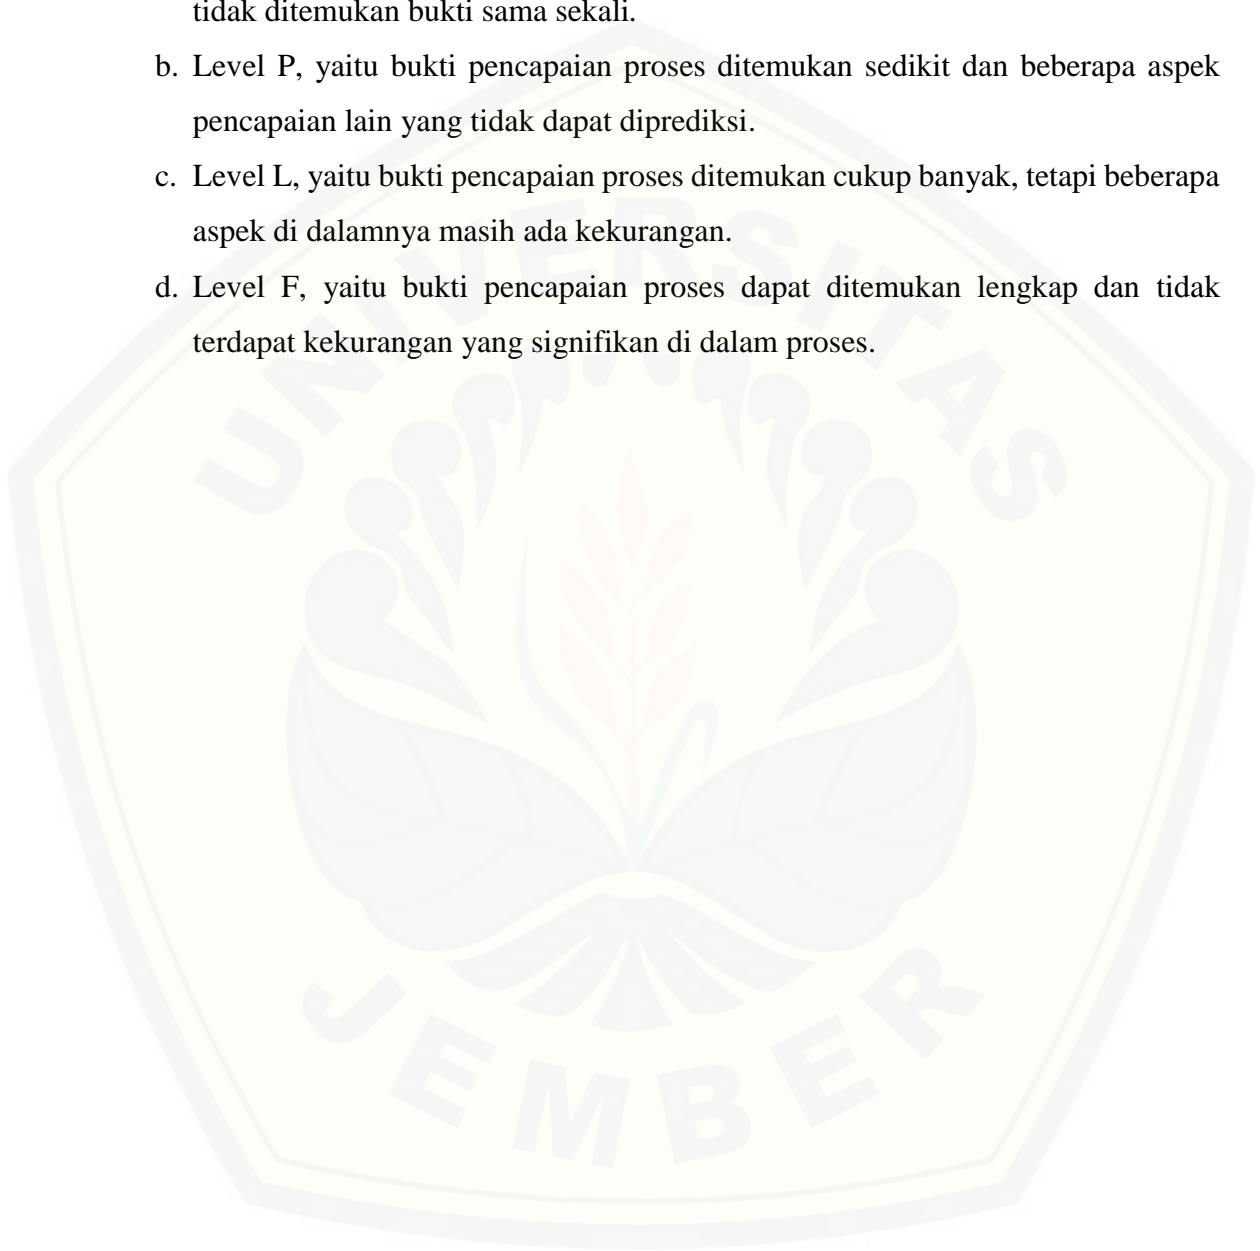 tidak ditemukan bukti sama sekali.
b. Level P, yaitu bukti pencapaian proses ditemukan sedikit dan beberapa aspek
pencapaian lain yang tidak dapat diprediksi.
c. Level L, yaitu bukti pencapaian proses ditemukan cukup banyak, tetapi beberapa
aspek di dalamnya masih ada kekurangan.
d. Level F, yaitu bukti pencapaian proses dapat ditemukan lengkap dan tidak
terdapat kekurangan yang signifikan di dalam proses.
UNIVERSITAS
JEMBER